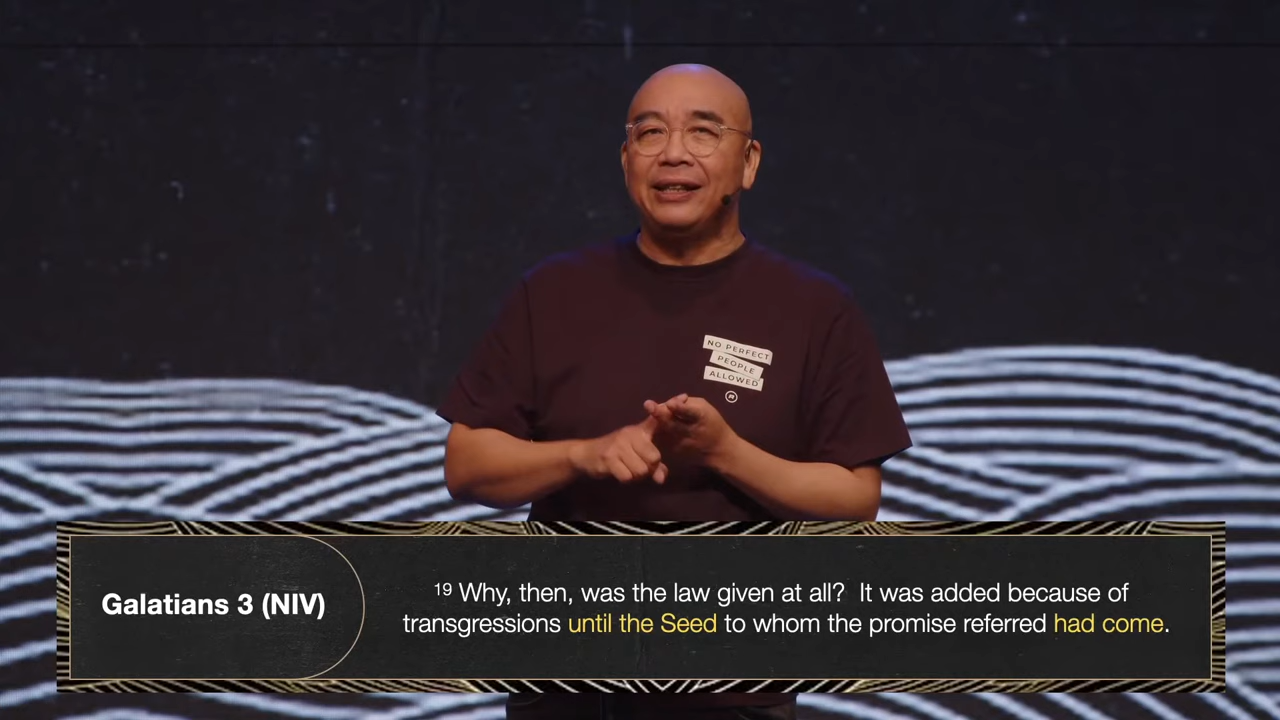 NO PERFECT
PEOPLE
ALLOWED
Galatians 3 (NIV)
19 Why, then, was the law given at all?  It was added because of
transgressions until the Seed to whom the promise referred had come.